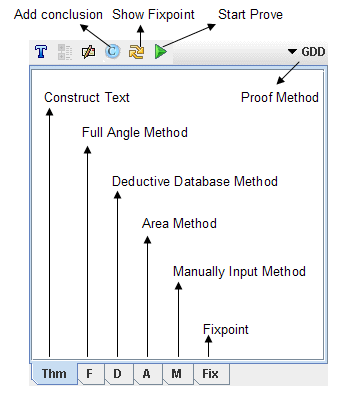 Add conclusion Show Fixpoint Start Prove
T C GDD
Construct Text Proof Method
Full Angle Method
Deductive Database Method
Area Method
Manually Input Method
Fixpoint
Thm F D A M Fix